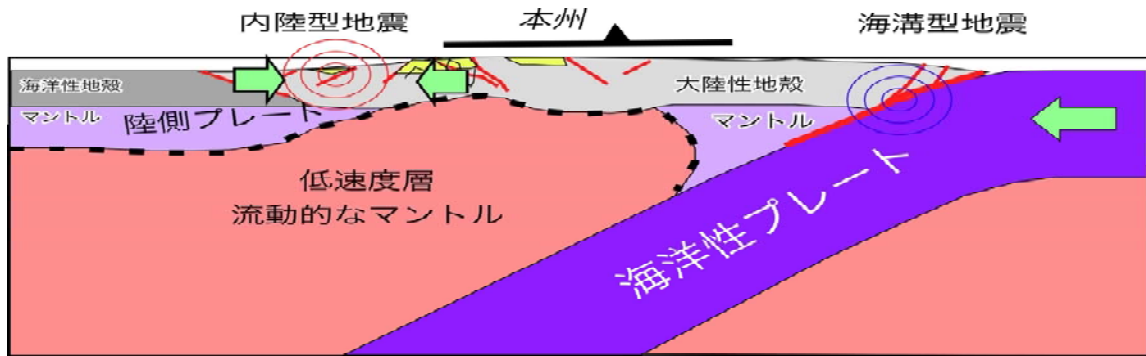 内陸型地震
本州
海溝型地震
海洋性地殻
大陸性地殻
マントル
陸側プレート
マントル
低速度層
流動的なマントル
海洋性プレート